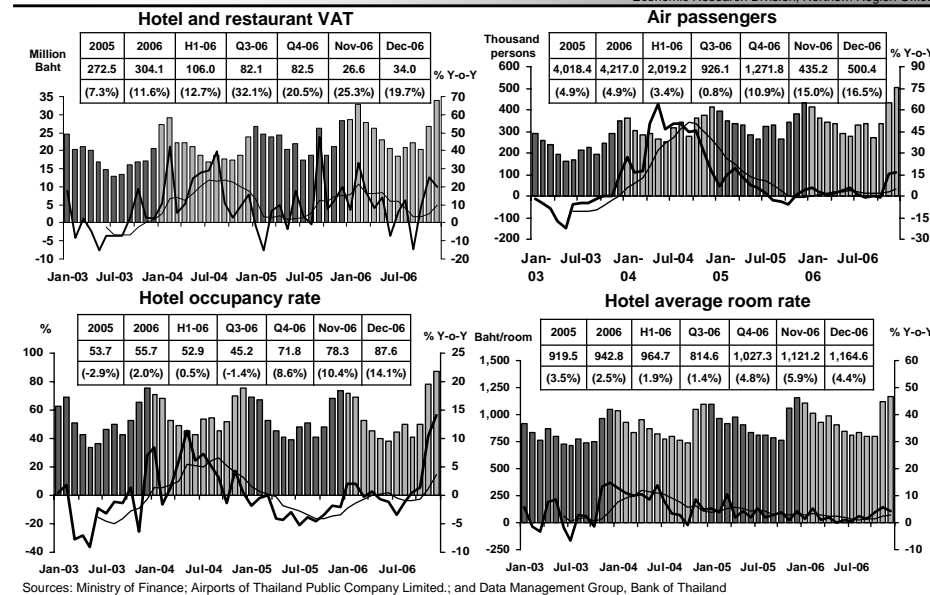 Economic Research Division, Northern Region Office
Hotel and restaurant VAT
Million
Baht
2005 2006 H1-06 Q3-06 Q4-06 Nov-06 Dec-06
272.5 304.1 106.0 82.1 82.5 26.6 34.0
(7.3%) (11.6%) (12.7%) (32.1%) (20.5%) (25.3%) (19.7%)
% Y-o-Y
35 70
30 60
25 50
20 40
15 30
10 20
5 10
0 0
-5 -10
-10 -20
Jan-03 Jul-03 Jan-04 Jul-04 Jan-05 Jul-05 Jan-06 Jul-06
Air passengers
Thousand
persons
2005 2006 H1-06 Q3-06 Q4-06 Nov-06 Dec-06
4,018.4 4,217.0 2,019.2 926.1 1,271.8 435.2 500.4
(4.9%) (4.9%) (3.4%) (0.8%) (10.9%) (15.0%) (16.5%)
% Y-o-Y
600 90
500 75
400 60
300 45
200 30
100 15
0 0
-100 -15
-200 -30
Jan-03 Jul-03 Jan-04 Jul-04 Jan-05 Jul-05 Jan-06 Jul-06
Hotel occupancy rate
%
2005 2006 H1-06 Q3-06 Q4-06 Nov-06 Dec-06
53.7 55.7 52.9 45.2 71.8 78.3 87.6
(-2.9%) (2.0%) (0.5%) (-1.4%) (8.6%) (10.4%) (14.1%)
% Y-o-Y
100 25
80 20
60 15
40 10
20 5
0 0
-20 -5
-40 -10
Jan-03 Jul-03 Jan-04 Jul-04 Jan-05 Jul-05 Jan-06 Jul-06
Hotel average room rate
Baht/room
2005 2006 H1-06 Q3-06 Q4-06 Nov-06 Dec-06
919.5 942.8 964.7 814.6 1,027.3 1,121.2 1,164.6
(3.5%) (2.5%) (1.9%) (1.4%) (4.8%) (5.9%) (4.4%)
% Y-o-Y
1,500 60
1,250 50
1,000 40
750 30
500 20
250 10
0 0
-250 -10
Jan-03 Jul-03 Jan-04 Jul-04 Jan-05 Jul-05 Jan-06 Jul-06
Sources: Ministry of Finance; Airports of Thailand Public Company Limited.; and Data Management Group, Bank of Thailand